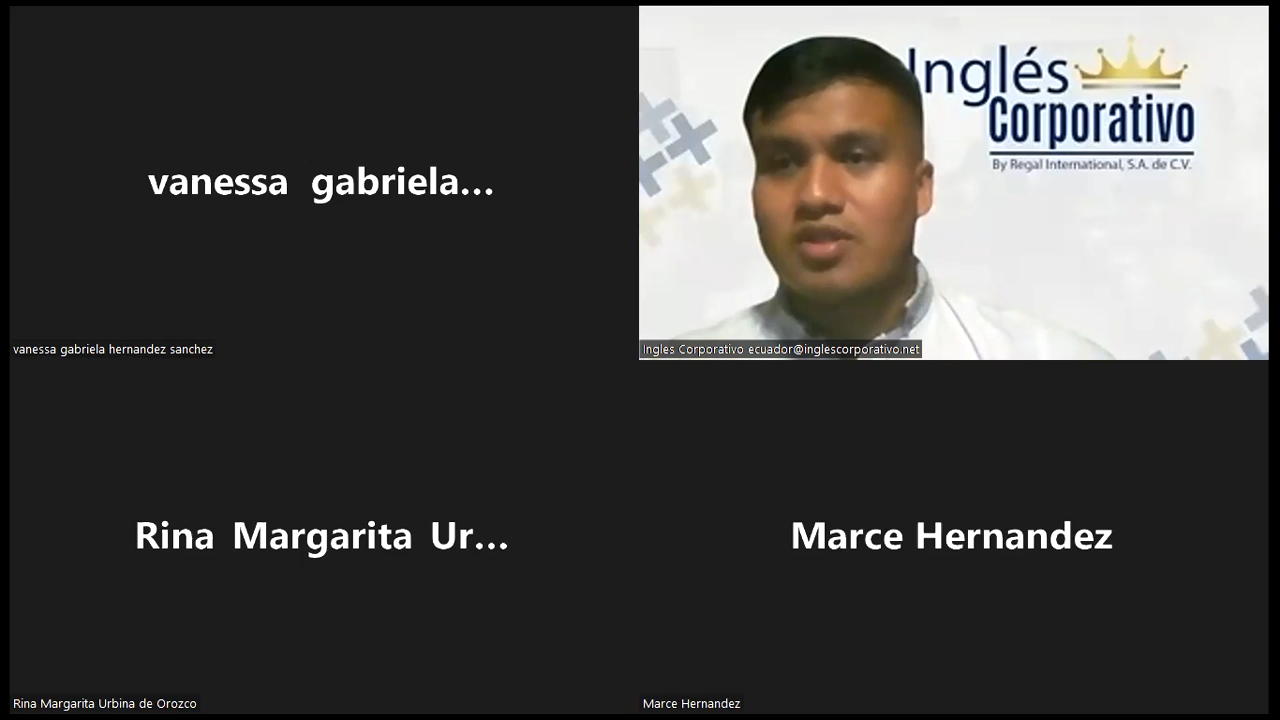 vanessa gabriela...
vanessa gabriela hernandez sanchez
Inglés
Corporativo
By Regal International, S.A. de C.V.
Ingles Corporativo ecuador@inglescorporativo.net
Rina Margarita Ur...
Rina Margarita Urbina de Orozco
Marce Hernandez
Marce Hernandez